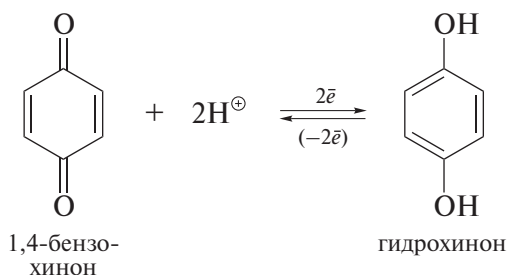 O
OH
+ 2H⊕
2ē
(−2ē)
O
OH
1,4-бензо-
хинон
гидрохинон